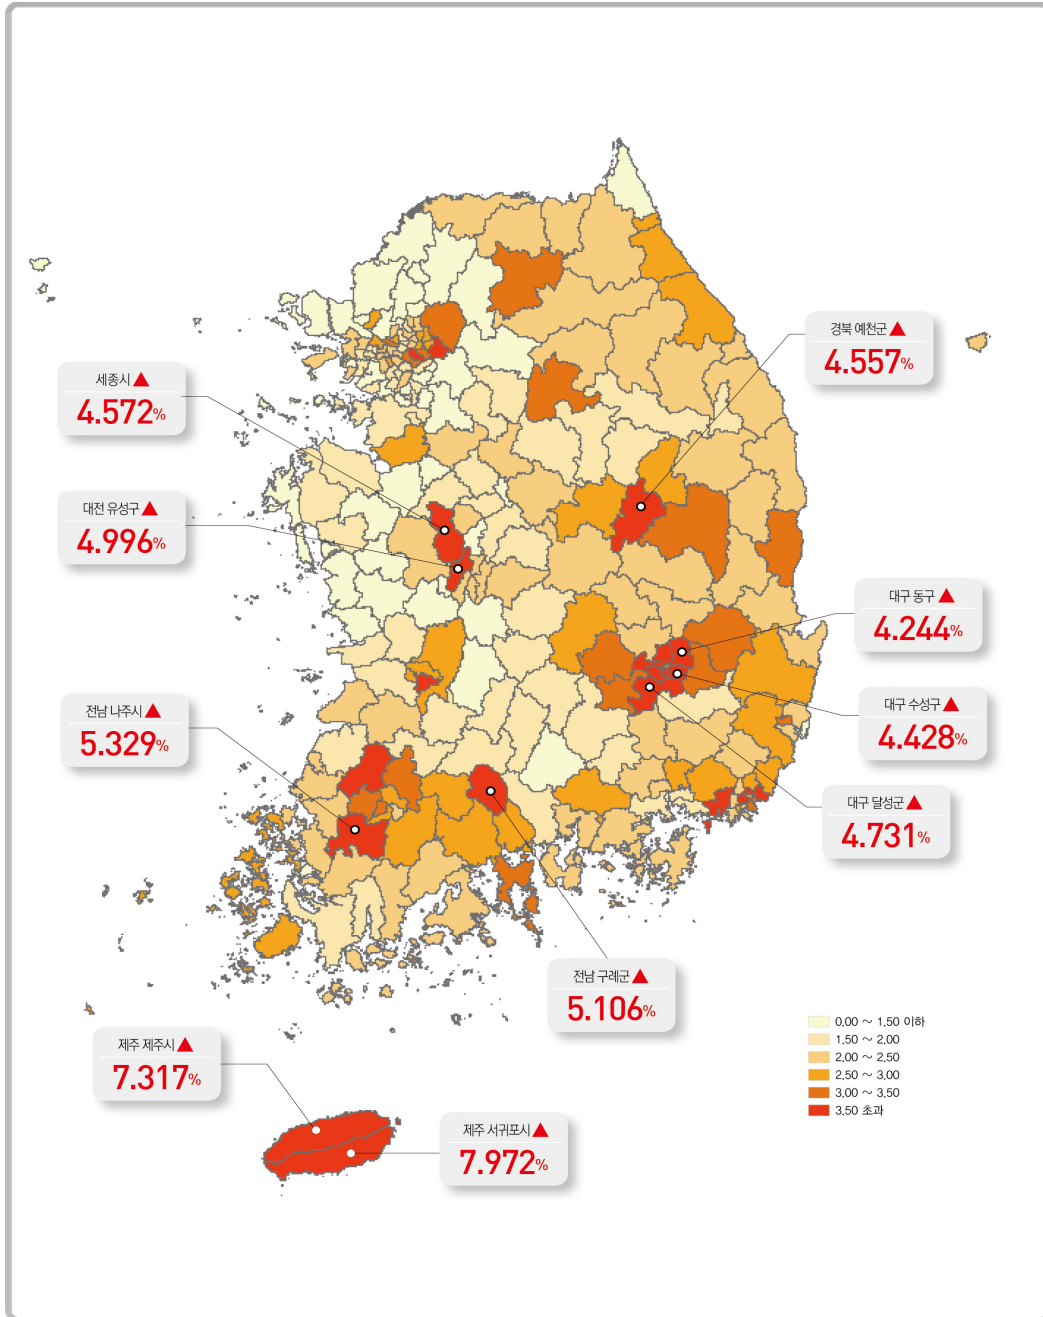 경북 예천군 ▲
4.557%
세종시 ▲
4.572%
대전 유성구 ▲
4.996%
대구 동구 ▲
4.244%
대구 수성구 ▲
4.428%
전남 나주시 ▲
5.329%
대구 달성군 ▲
4.731%
전남 구례군 ▲
5.106%
제주 제주시 ▲
7.317%
제주 서귀포시 ▲
7.972%
0.00 ~ 1.50 이하
1.50 ~ 2.00
2.00 ~ 2.50
2.50 ~ 3.00
3.00 ~ 3.50
3.50 초과